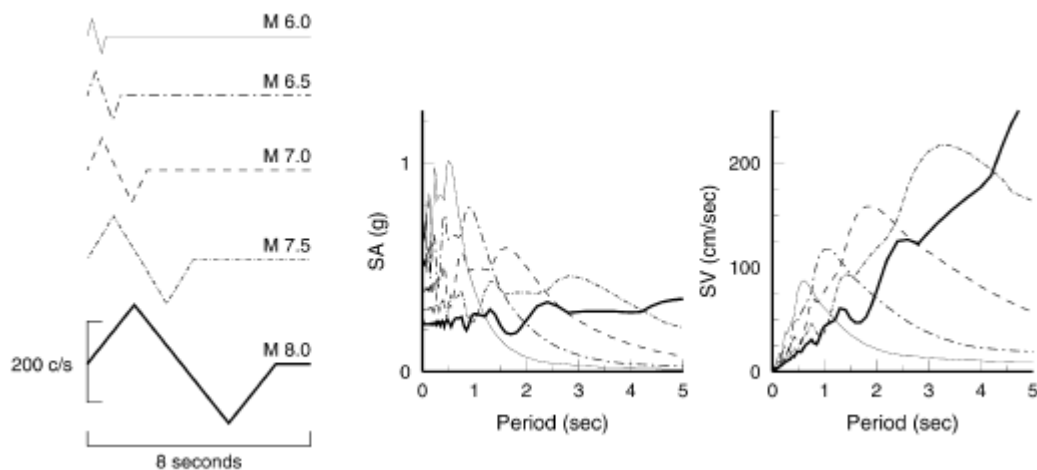 M 6.0
M 6.5
M 7.0
M 7.5
M 8.0
200 c/s
8 seconds
SA (g)
1
0
0 1 2 3 4 5
Period (sec)
SV (cm/sec)
200
100
0
0 1 2 3 4 5
Period (sec)